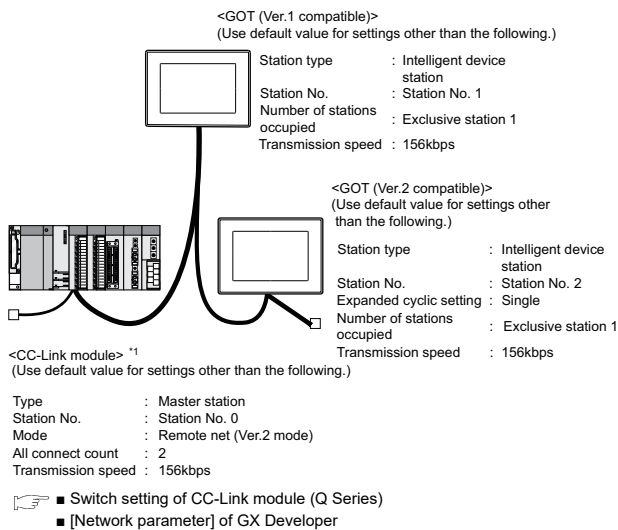 <GOT (Ver.1 compatible)>
(Use default value for settings other than the following.)
Station type : Intelligent device
station
Station No. : Station No. 1
Number of stations
occupied : Exclusive station 1
Transmission speed : 156kbps
<GOT (Ver.2 compatible)>
(Use default value for settings other
than the following.)
Station type : Intelligent device
station
Station No. : Station No. 2
Expanded cyclic setting : Single
Number of stations
occupied : Exclusive station 1
Transmission speed : 156kbps
<CC-Link module> *1
(Use default value for settings other than the following.)
Type : Master station
Station No. : Station No. 0
Mode : Remote net (Ver.2 mode)
All connect count : 2
Transmission speed : 156kbps
■ Switch setting of CC-Link module (Q Series)
■ [Network parameter] of GX Developer